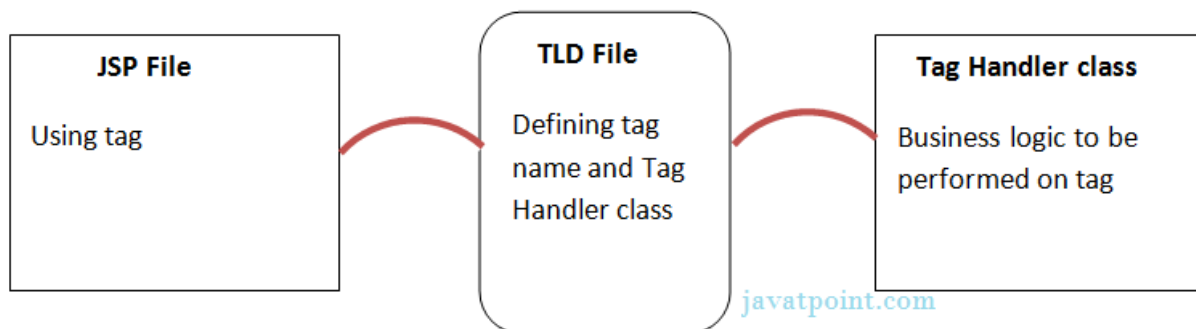 JSP File
Using tag
TLD File
Defining tag
name and Tag
Handler class
Tag Handler class
Business logic to be
performed on tag
javatpoint.com